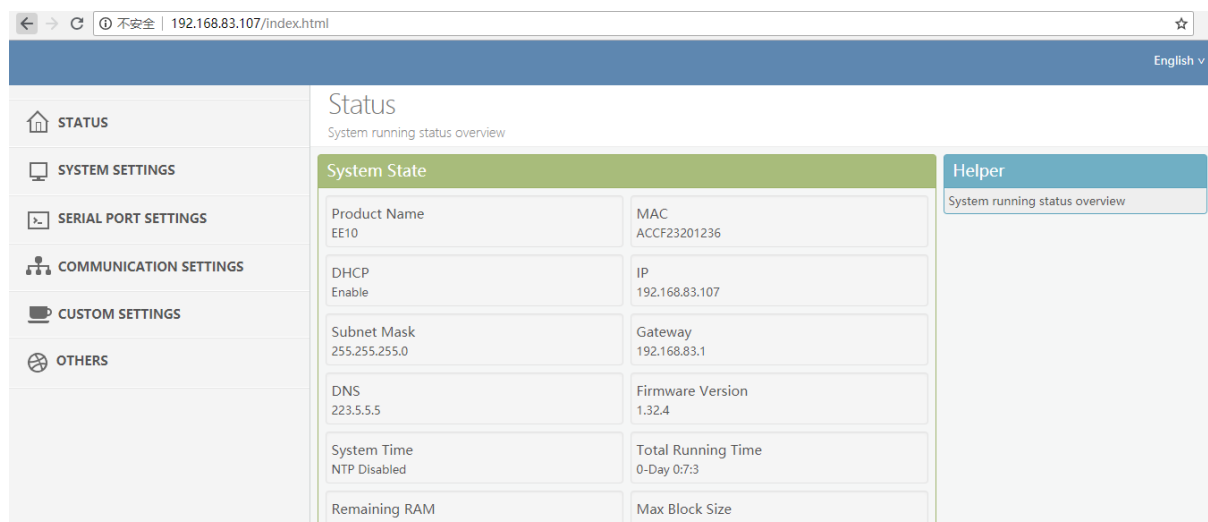 不安全 | 192.168.83.107/index.html
English
STATUS
SYSTEM SETTINGS
SERIAL PORT SETTINGS
COMMUNICATION SETTINGS
CUSTOM SETTINGS
OTHERS
Status
System running status overview
System State
Product Name
EE10
MAC
ACCF23201236
DHCP
Enable
IP
192.168.83.107
Subnet Mask
255.255.255.0
Gateway
192.168.83.1
DNS
223.5.5.5
Firmware Version
1.32.4
System Time
NTP Disabled
Total Running Time
0-Day 0:7:3
Remaining RAM
Max Block Size
Helper
System running status overview